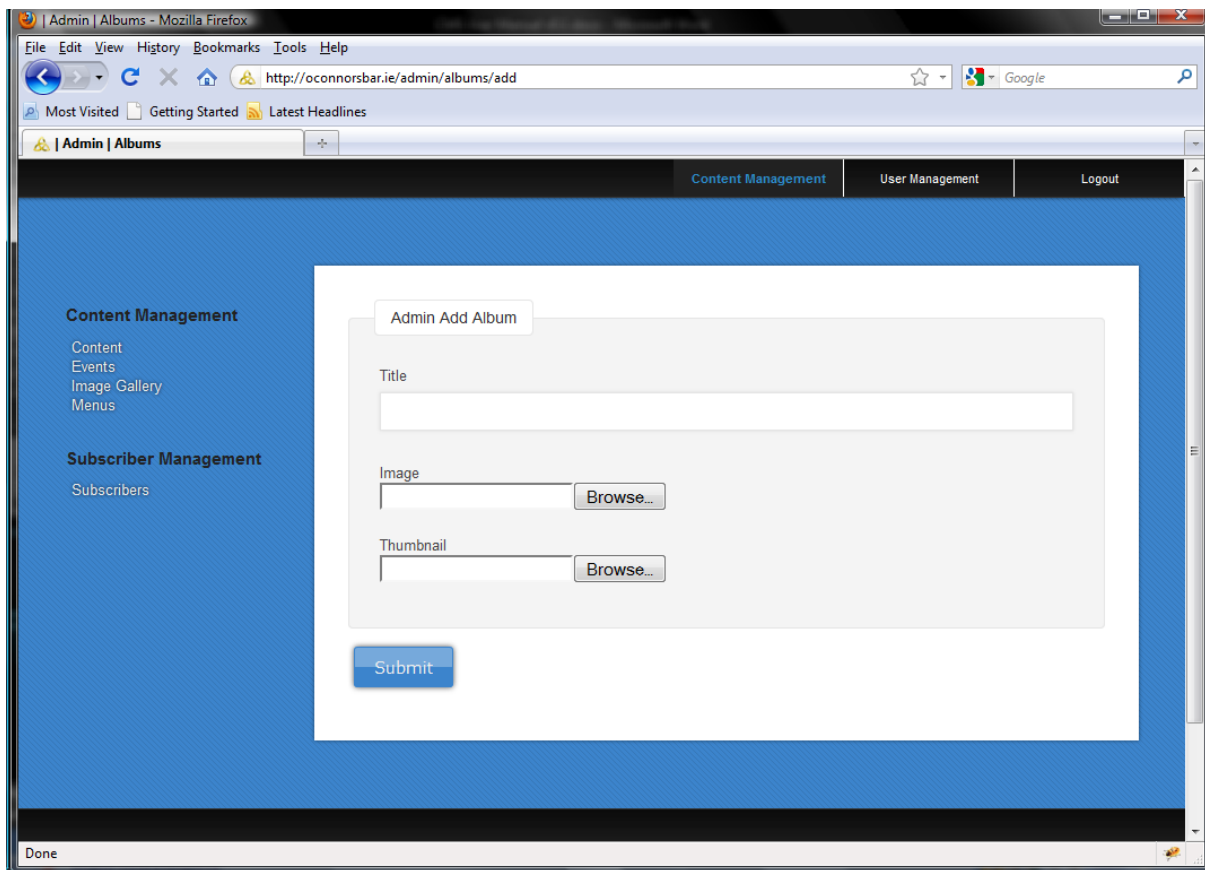 | Admin | Albums - Mozilla Firefox
File Edit View History Bookmarks Tools Help
http://oconnorsbar.ie/admin/albums/add
Google
Most Visited Getting Started Latest Headlines
| Admin | Albums
Content Management User Management Logout
Content Management
Content
Events
Image Gallery
Menus
Subscriber Management
Subscribers
Admin Add Album
Title
Image
Browse...
Thumbnail
Browse...
Submit
Done